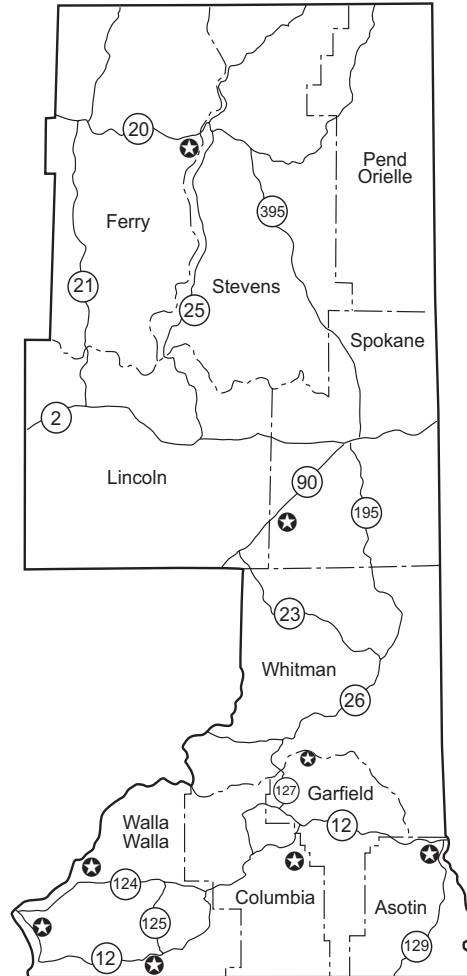 20
Pend
Orielle
Ferry
395
21
Stevens
25
Spokane
2
Lincoln
90
195
23
Whitman
26
127
Garfield
Walla
Walla
12
124
Columbia
Asotin
125
12
129